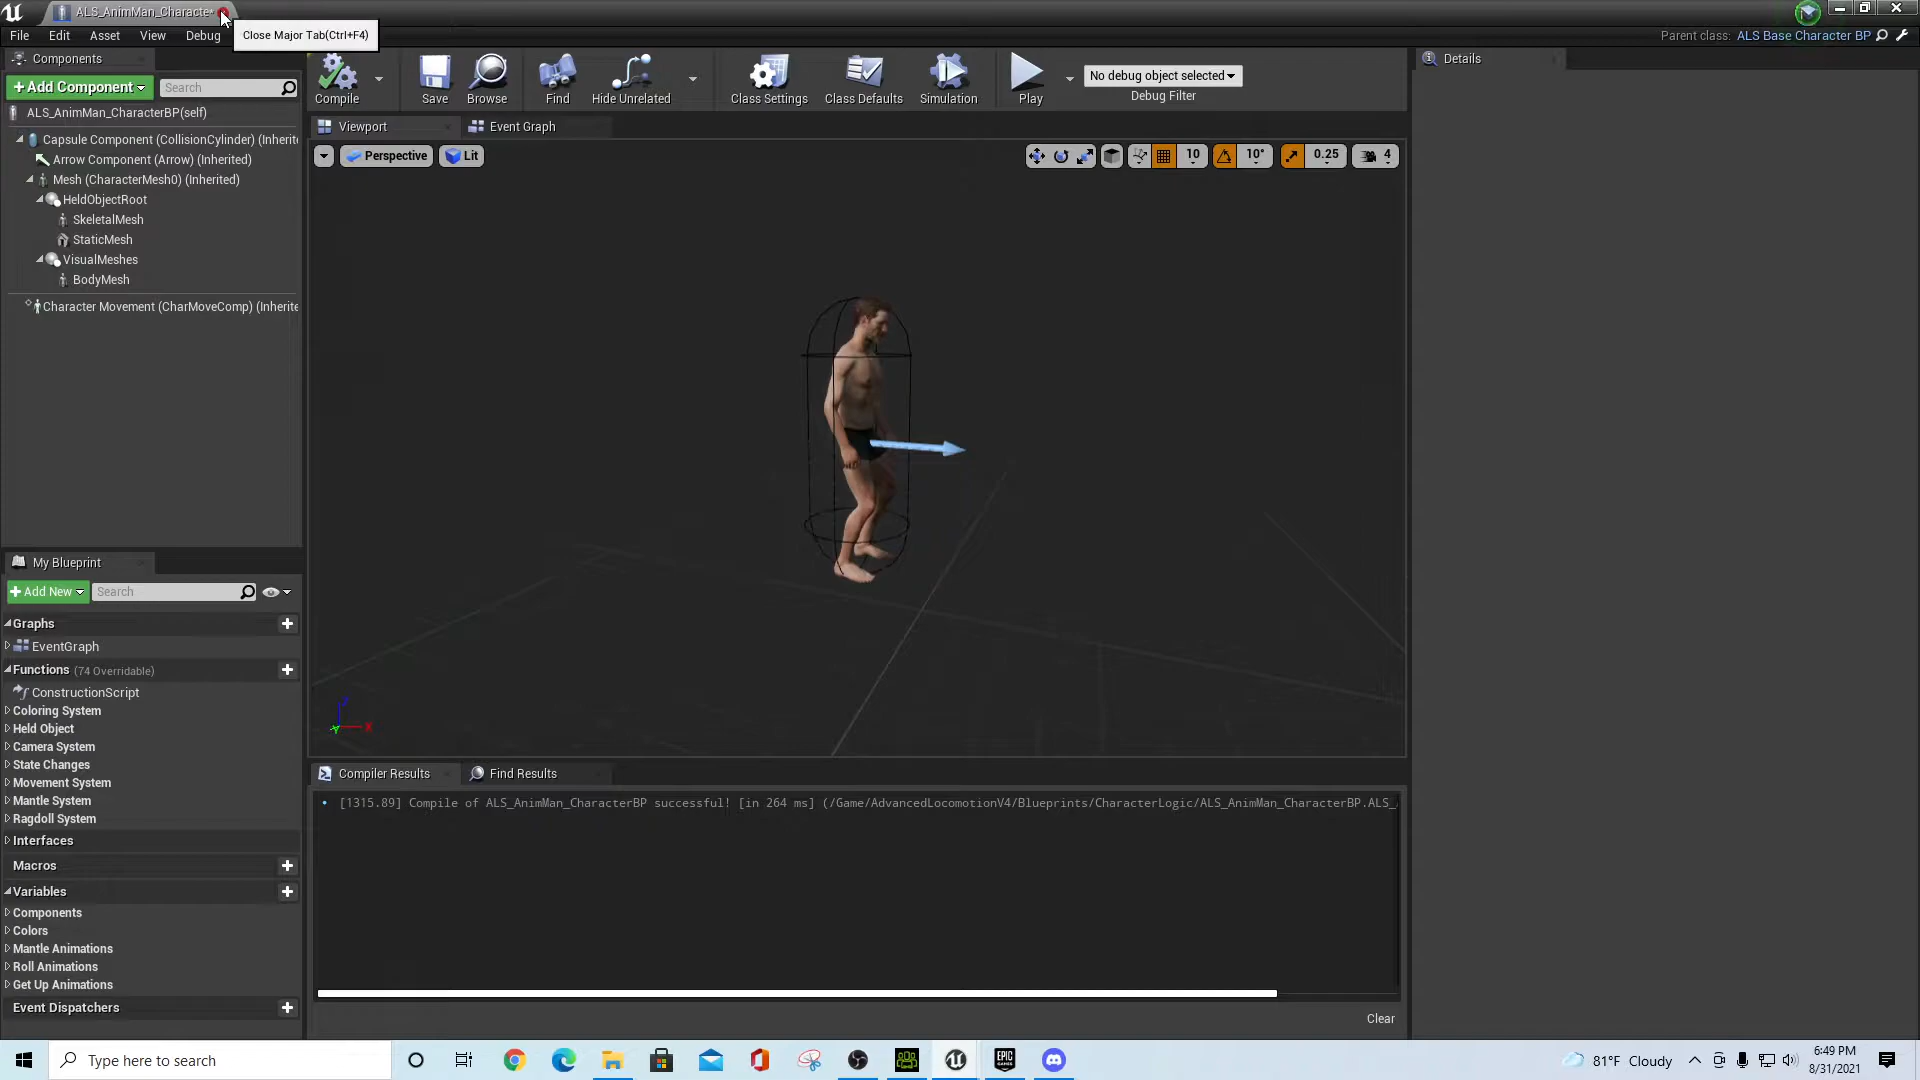 ALS_AnimMan_Characte*
Close Major Tab(Ctrl+F4)
File Edit Asset View Debug
Parent class: ALS Base Character BP
Components
+Add Component
Search
ALS_AnimMan_CharacterBP(self)
Capsule Component (CollisionCylinder) (Inherit
Arrow Component (Arrow) (Inherited)
Mesh (CharacterMesh0) (Inherited)
HeldObjectRoot
SkeletalMesh
StaticMesh
VisualMeshes
BodyMesh
Character Movement (CharMoveComp) (Inherite
Compile Save Browse Find Hide Unrelated Class Settings Class Defaults Simulation Play
No debug object selected
Debug Filter
Viewport Event Graph
Perspective Lit
10 10° 0.25 4
Details
Z
X
Y
My Blueprint
+Add New
Search
Graphs
EventGraph
Functions (74 Overridable)
ConstructionScript
Coloring System
Held Object
Camera System
State Changes
Movement System
Mantle System
Ragdoll System
Interfaces
Macros
Variables
Components
Colors
Mantle Animations
Roll Animations
Get Up Animations
Event Dispatchers
Compiler Results Find Results
[1315.89] Compile of ALS_AnimMan_CharacterBP successful! [in 264 ms] (/Game/AdvancedLocomotionV4/Blueprints/CharacterLogic/ALS_AnimMan_CharacterBP.ALS_
Clear
Type here to search
EPIC GAMES
81°F Cloudy
6:49 PM
8/31/2021